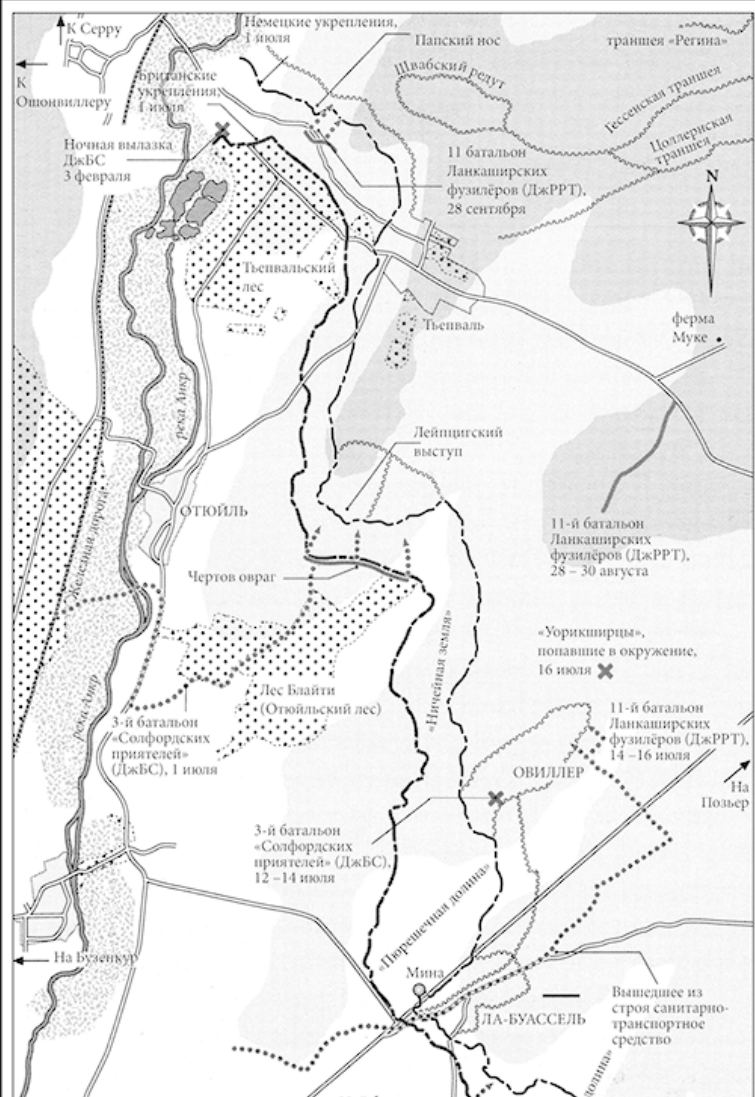 К Серру
Немецкие укрепления,
1 июля
Папский нос
траншея «Регина»
К
Ошонвиллеру
Британские
укрепления,
1 июля
Швабский редут
Гессенская траншея
Цоллернская
траншея
Ночная вылазка
ДжБС
3 февраля
11 батальон
Ланкаширских
фузилёров (ДжРРТ),
28 сентября
N
Тьепвальский
лес
Тьепваль
ферма
Муке
река Анкр
Лейпцигский
выступ
ОТЮЙЛЬ
Железная дорога
11-й батальон
Ланкаширских
фузилёров (ДжРРТ),
28 – 30 августа
Чертов овраг
«Ничейная земля»
«Уорикширцы»,
попавшие в окружение,
16 июля
Лес Блайти
(Отюйльский лес)
река Анкр
3-й батальон
«Солфордских
приятелей»
(ДжБС), 1 июля
11-й батальон
Ланкаширских
фузилёров (ДжРРТ),
14 –16 июля
ОВИЛЛЕР
На
Позьер
3-й батальон
«Солфордских
приятелей» (ДжБС),
12 –14 июля
«Пюрешечная долина»
На Бузенкур
Мина
ЛА-БУАССЕЛЬ
Вышедшее из
строя санитарно-
транспортное
средство
долина»